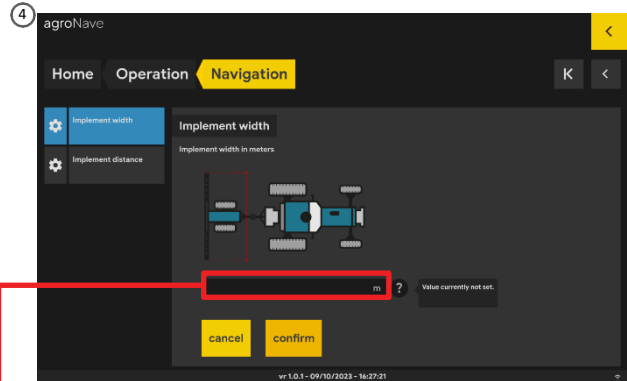 4
agroNave
Home Operation Navigation K <
Implement width
Implement distance
Implement width
Implement width in meters
m ? Value currently not set.
cancel confirm
vr 1.0.1 - 09/10/2023 - 16:27:21